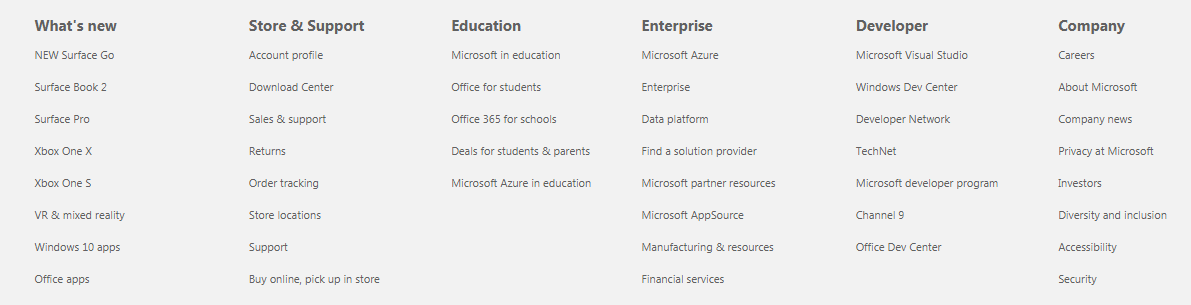 What's new
NEW Surface Go
Surface Book 2
Surface Pro
Xbox One X
Xbox One S
VR & mixed reality
Windows 10 apps
Office apps
Store & Support
Account profile
Download Center
Sales & support
Returns
Order tracking
Store locations
Support
Buy online, pick up in store
Education
Microsoft in education
Office for students
Office 365 for schools
Deals for students & parents
Microsoft Azure in education
Enterprise
Microsoft Azure
Enterprise
Data platform
Find a solution provider
Microsoft partner resources
Microsoft AppSource
Manufacturing & resources
Financial services
Developer
Microsoft Visual Studio
Windows Dev Center
Developer Network
TechNet
Microsoft developer program
Channel 9
Office Dev Center
Company
Careers
About Microsoft
Company news
Privacy at Microsoft
Investors
Diversity and inclusion
Accessibility
Security